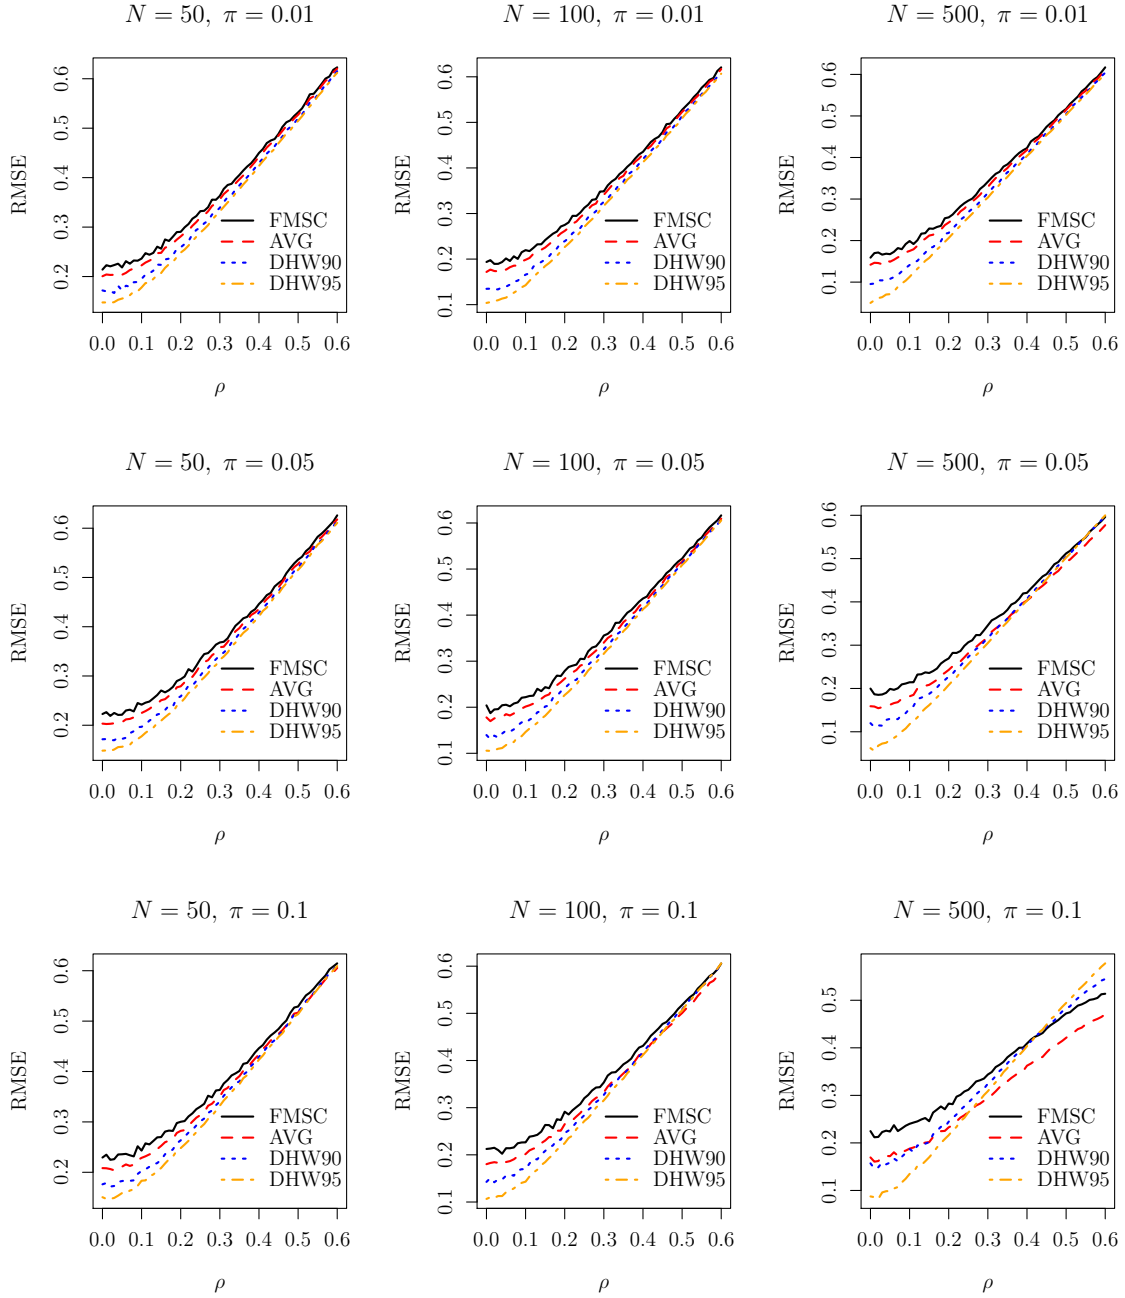 N = 50, π = 0.01
RMSE
0.6
0.5
0.4
0.3
0.2
FMSC
AVG
DHW90
DHW95
0.0 0.1 0.2 0.3 0.4 0.5 0.6
ρ
N = 100, π = 0.01
RMSE
0.6
0.5
0.4
0.3
0.2
0.1
FMSC
AVG
DHW90
DHW95
0.0 0.1 0.2 0.3 0.4 0.5 0.6
ρ
N = 500, π = 0.01
RMSE
0.6
0.5
0.4
0.3
0.2
0.1
FMSC
AVG
DHW90
DHW95
0.0 0.1 0.2 0.3 0.4 0.5 0.6
ρ
N = 50, π = 0.05
RMSE
0.6
0.5
0.4
0.3
0.2
FMSC
AVG
DHW90
DHW95
0.0 0.1 0.2 0.3 0.4 0.5 0.6
ρ
N = 100, π = 0.05
RMSE
0.6
0.5
0.4
0.3
0.2
0.1
FMSC
AVG
DHW90
DHW95
0.0 0.1 0.2 0.3 0.4 0.5 0.6
ρ
N = 500, π = 0.05
RMSE
0.6
0.5
0.4
0.3
0.2
0.1
FMSC
AVG
DHW90
DHW95
0.0 0.1 0.2 0.3 0.4 0.5 0.6
ρ
N = 50, π = 0.1
RMSE
0.6
0.5
0.4
0.3
0.2
FMSC
AVG
DHW90
DHW95
0.0 0.1 0.2 0.3 0.4 0.5 0.6
ρ
N = 100, π = 0.1
RMSE
0.6
0.5
0.4
0.3
0.2
0.1
FMSC
AVG
DHW90
DHW95
0.0 0.1 0.2 0.3 0.4 0.5 0.6
ρ
N = 500, π = 0.1
RMSE
0.5
0.4
0.3
0.2
0.1
FMSC
AVG
DHW90
DHW95
0.0 0.1 0.2 0.3 0.4 0.5 0.6
ρ